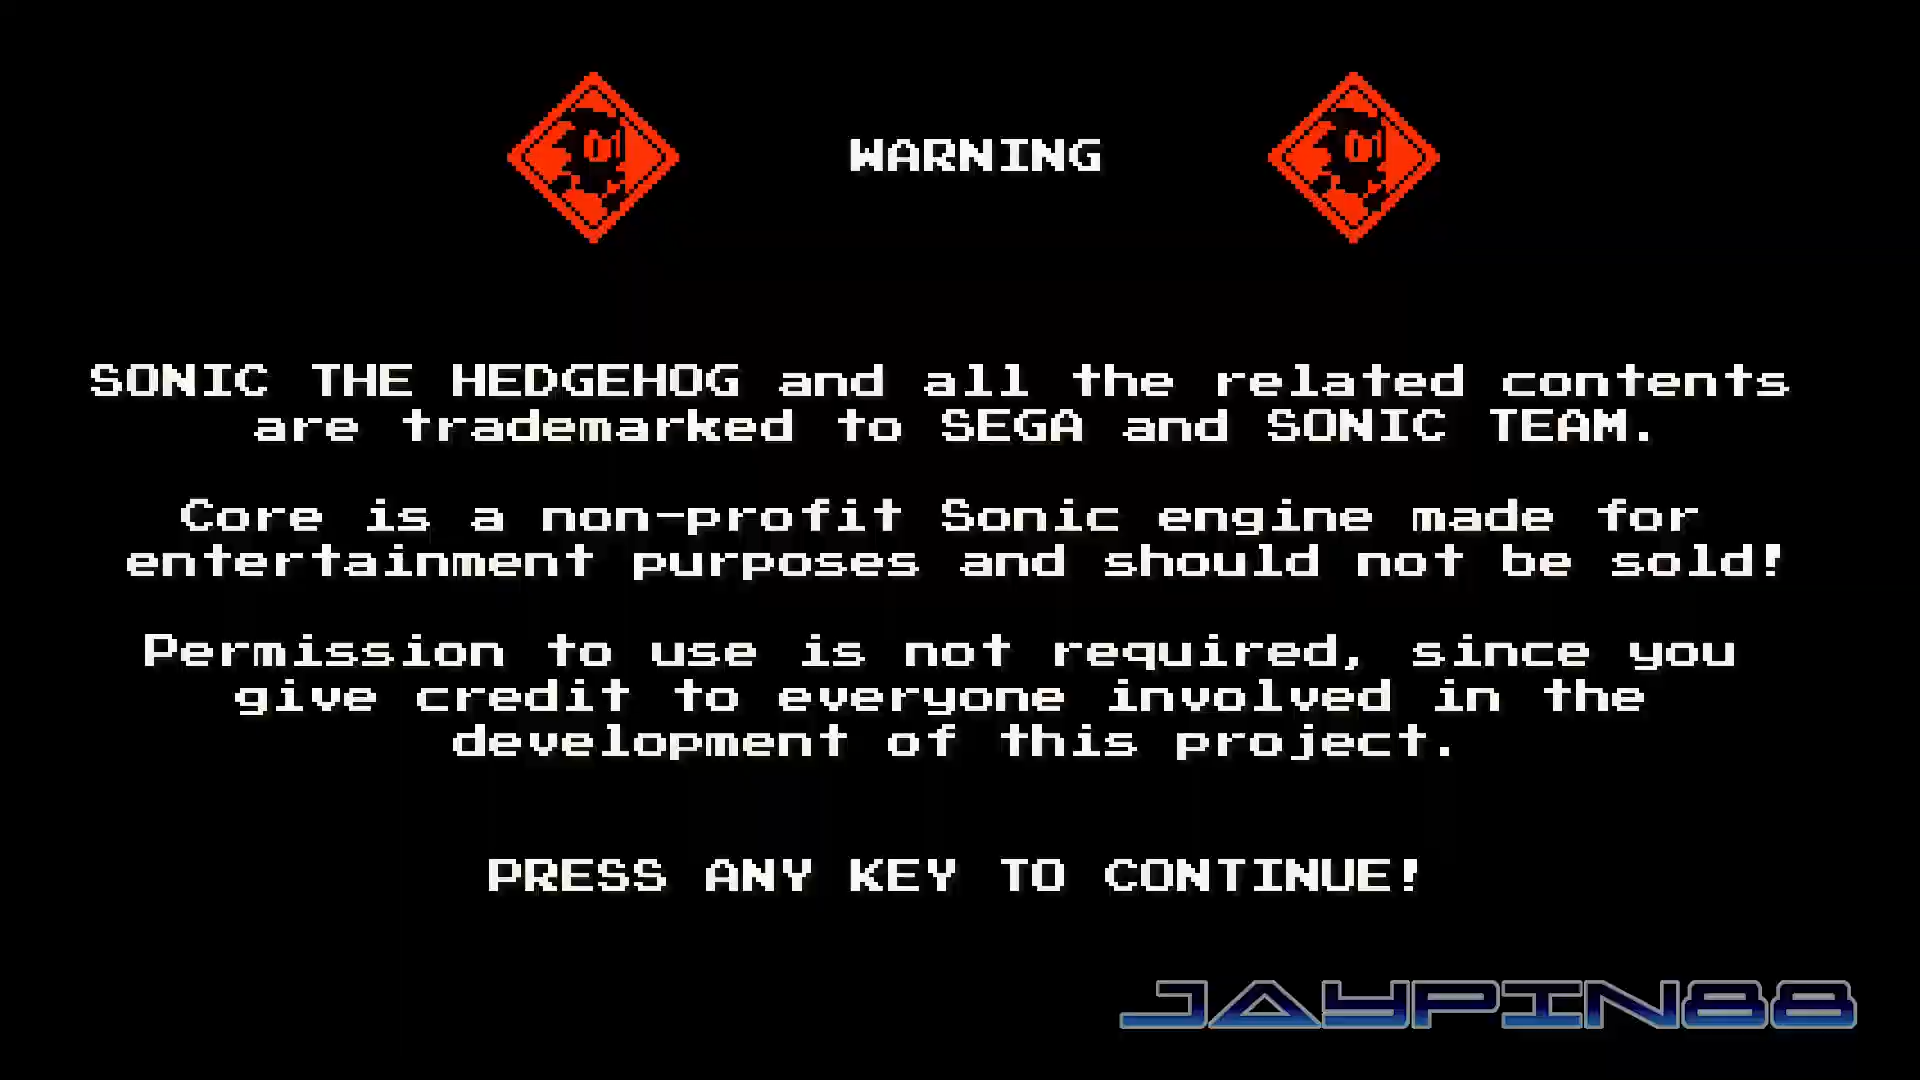 WARNING
SONIC THE HEDGEHOG and all the related contents
are trademarked to SEGA and SONIC TEAM.
Core is a non-profit Sonic engine made for
entertainment purposes and should not be sold!
Permission to use is not required, since you
give credit to everyone involved in the
development of this project.
PRESS ANY KEY TO CONTINUE!
JAYPIN88